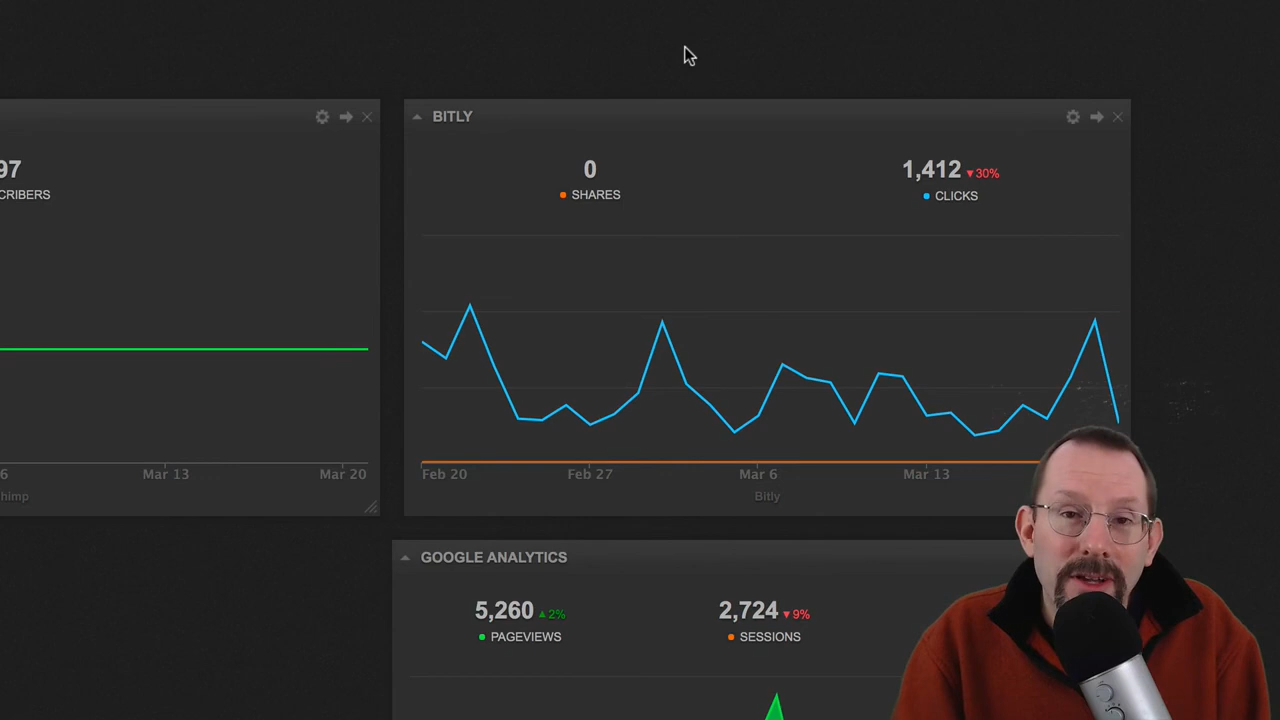 BITLY
97
CRIBERS
0
SHARES
1,412 ▼30%
CLICKS
6 Mar 13 Mar 20
himp
Feb 20 Feb 27 Mar 6 Mar 13
Bitly
GOOGLE ANALYTICS
5,260 ▲2%
PAGEVIEWS
2,724 ▼9%
SESSIONS